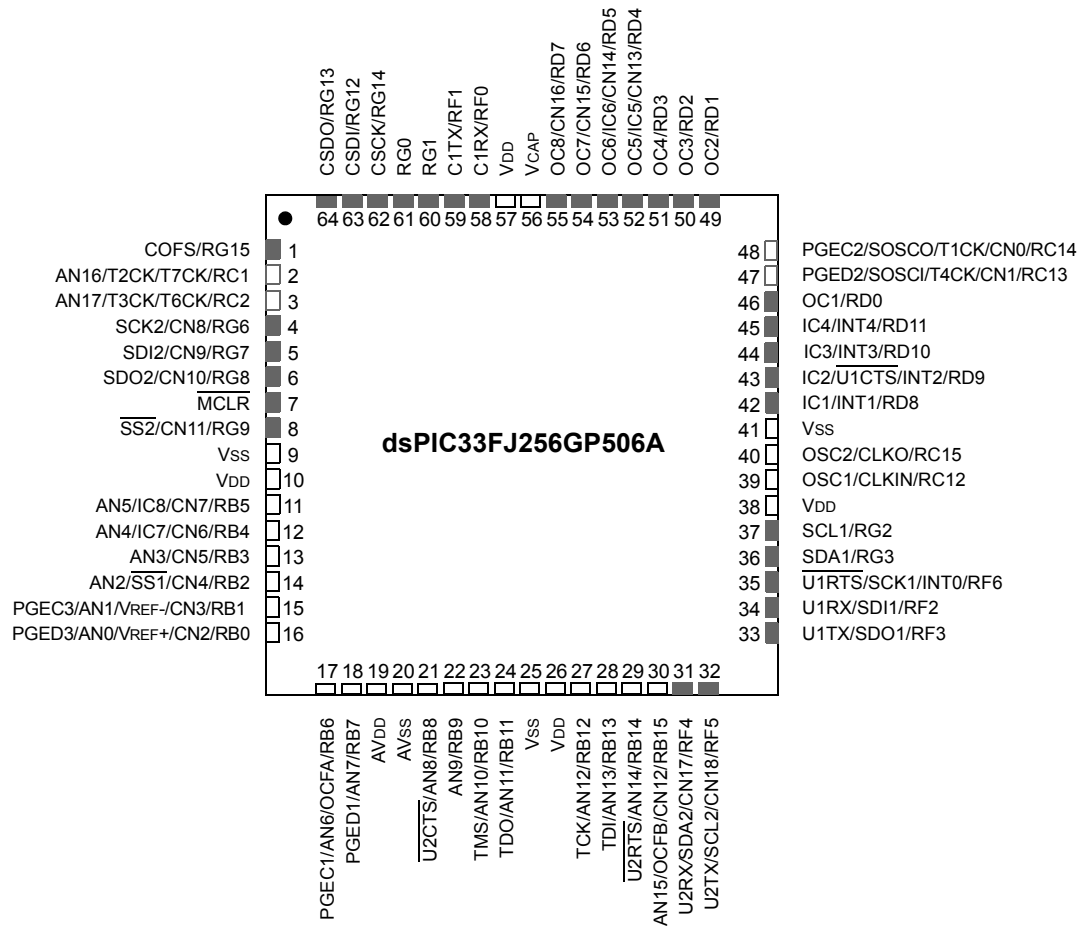 CSDO/RG13
CSDI/RG12
CSCK/RG14
RG0
RG1
C1TX/RF1
C1RX/RF0
VDD
VCAP
OC8/CN16/RD7
OC7/CN15/RD6
OC6/IC6/CN14/RD5
OC5/IC5/CN13/RD4
OC4/RD3
OC3/RD2
OC2/RD1
64 63 62 61 60 59 58 57 56 55 54 53 52 51 50 49
COFS/RG15 1
AN16/T2CK/T7CK/RC1 2
AN17/T3CK/T6CK/RC2 3
SCK2/CN8/RG6 4
SDI2/CN9/RG7 5
SDO2/CN10/RG8 6
MCLR 7
SS2/CN11/RG9 8
VSS 9
VDD 10
AN5/IC8/CN7/RB5 11
AN4/IC7/CN6/RB4 12
AN3/CN5/RB3 13
AN2/SS1/CN4/RB2 14
PGEC3/AN1/VREF-/CN3/RB1 15
PGED3/AN0/VREF+/CN2/RB0 16
dsPIC33FJ256GP506A
48 PGEC2/SOSCO/T1CK/CN0/RC14
47 PGED2/SOSCI/T4CK/CN1/RC13
46 OC1/RD0
45 IC4/INT4/RD11
44 IC3/INT3/RD10
43 IC2/U1CTS/INT2/RD9
42 IC1/INT1/RD8
41 VSS
40 OSC2/CLKO/RC15
39 OSC1/CLKIN/RC12
38 VDD
37 SCL1/RG2
36 SDA1/RG3
35 U1RTS/SCK1/INT0/RF6
34 U1RX/SDI1/RF2
33 U1TX/SDO1/RF3
17 18 19 20 21 22 23 24 25 26 27 28 29 30 31 32
PGEC1/AN6/OCFA/RB6
PGED1/AN7/RB7
AVDD
AVSS
U2CTS/AN8/RB8
AN9/RB9
TMS/AN10/RB10
TDO/AN11/RB11
VSS
VDD
TCK/AN12/RB12
TDI/AN13/RB13
U2RTS/AN14/RB14
AN15/OCFB/CN12/RB15
U2RX/SDA2/CN17/RF4
U2TX/SCL2/CN18/RF5